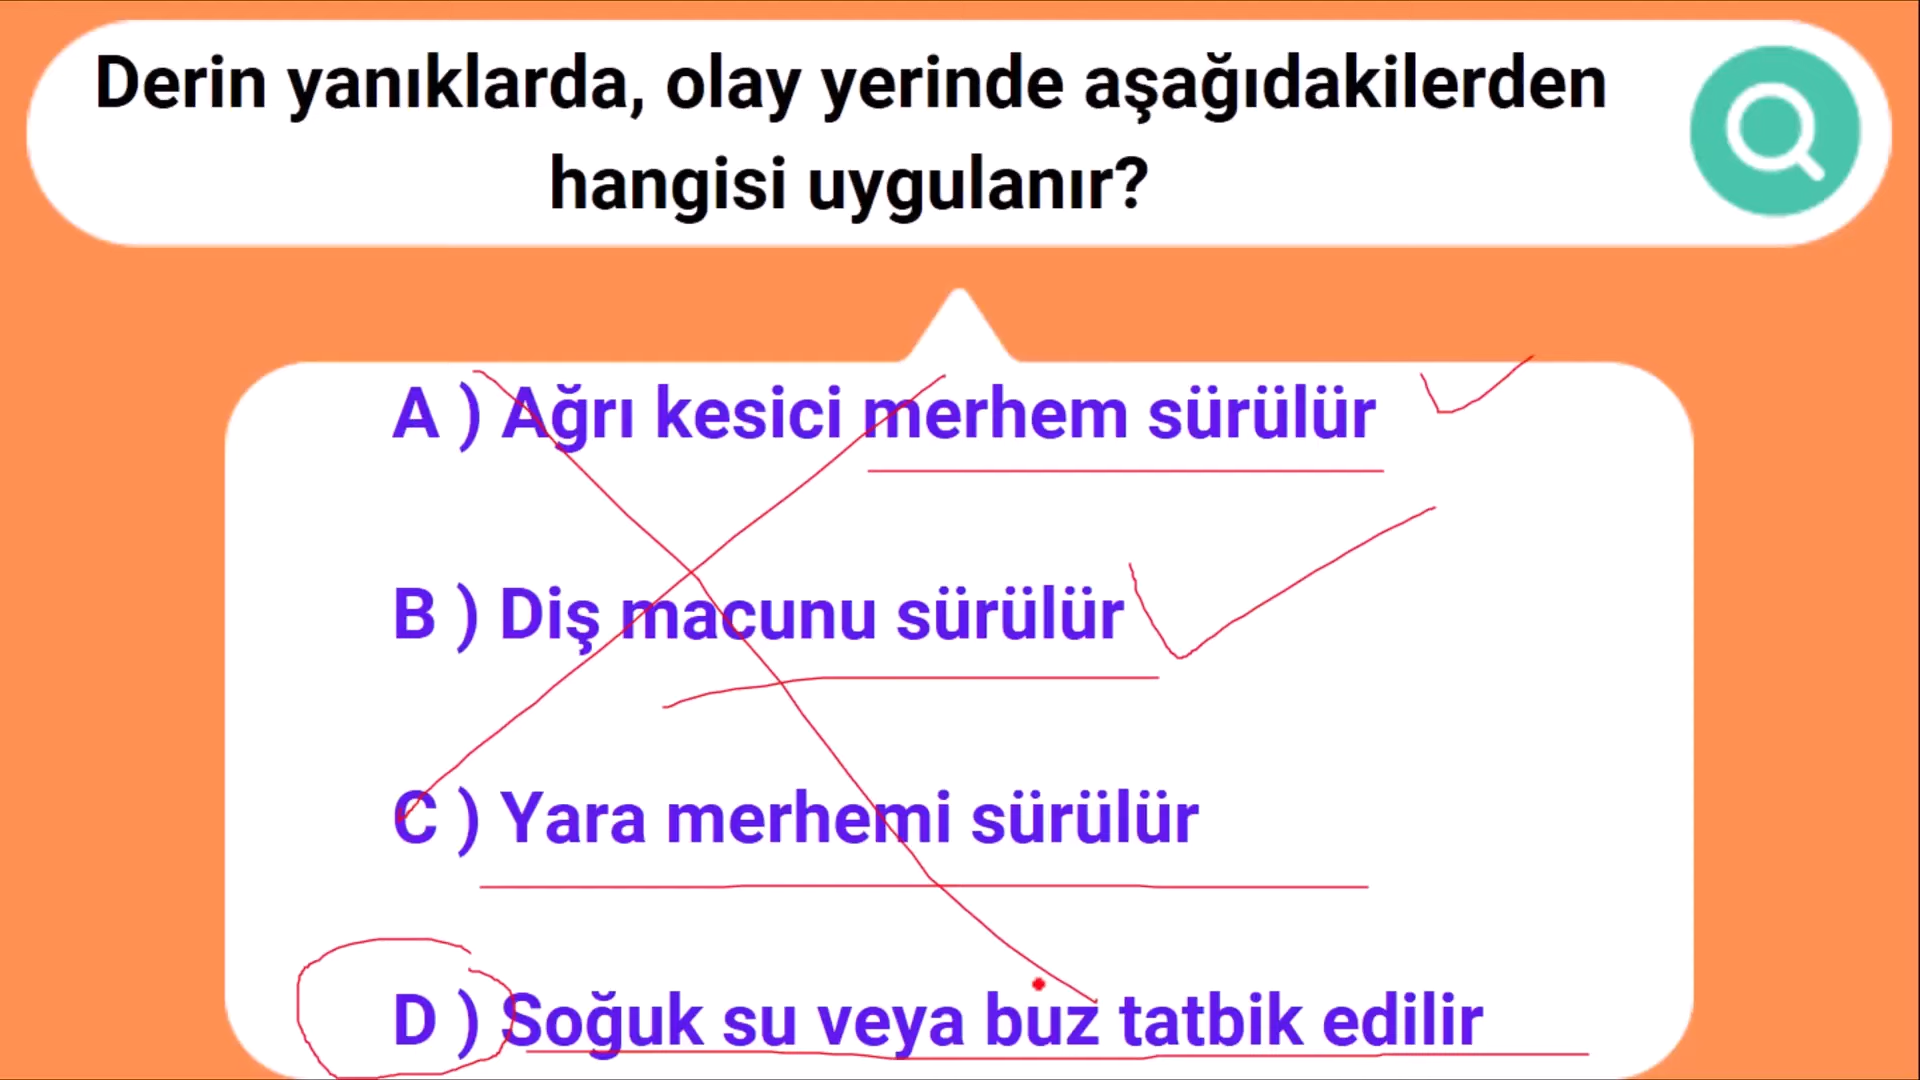 Derin yanıklarda, olay yerinde aşağıdakilerden
hangisi uygulanır?
A ) Ağrı kesici merhem sürülür
B ) Diş macunu sürülür
C ) Yara merhemi sürülür
D ) Soğuk su veya buz tatbik edilir